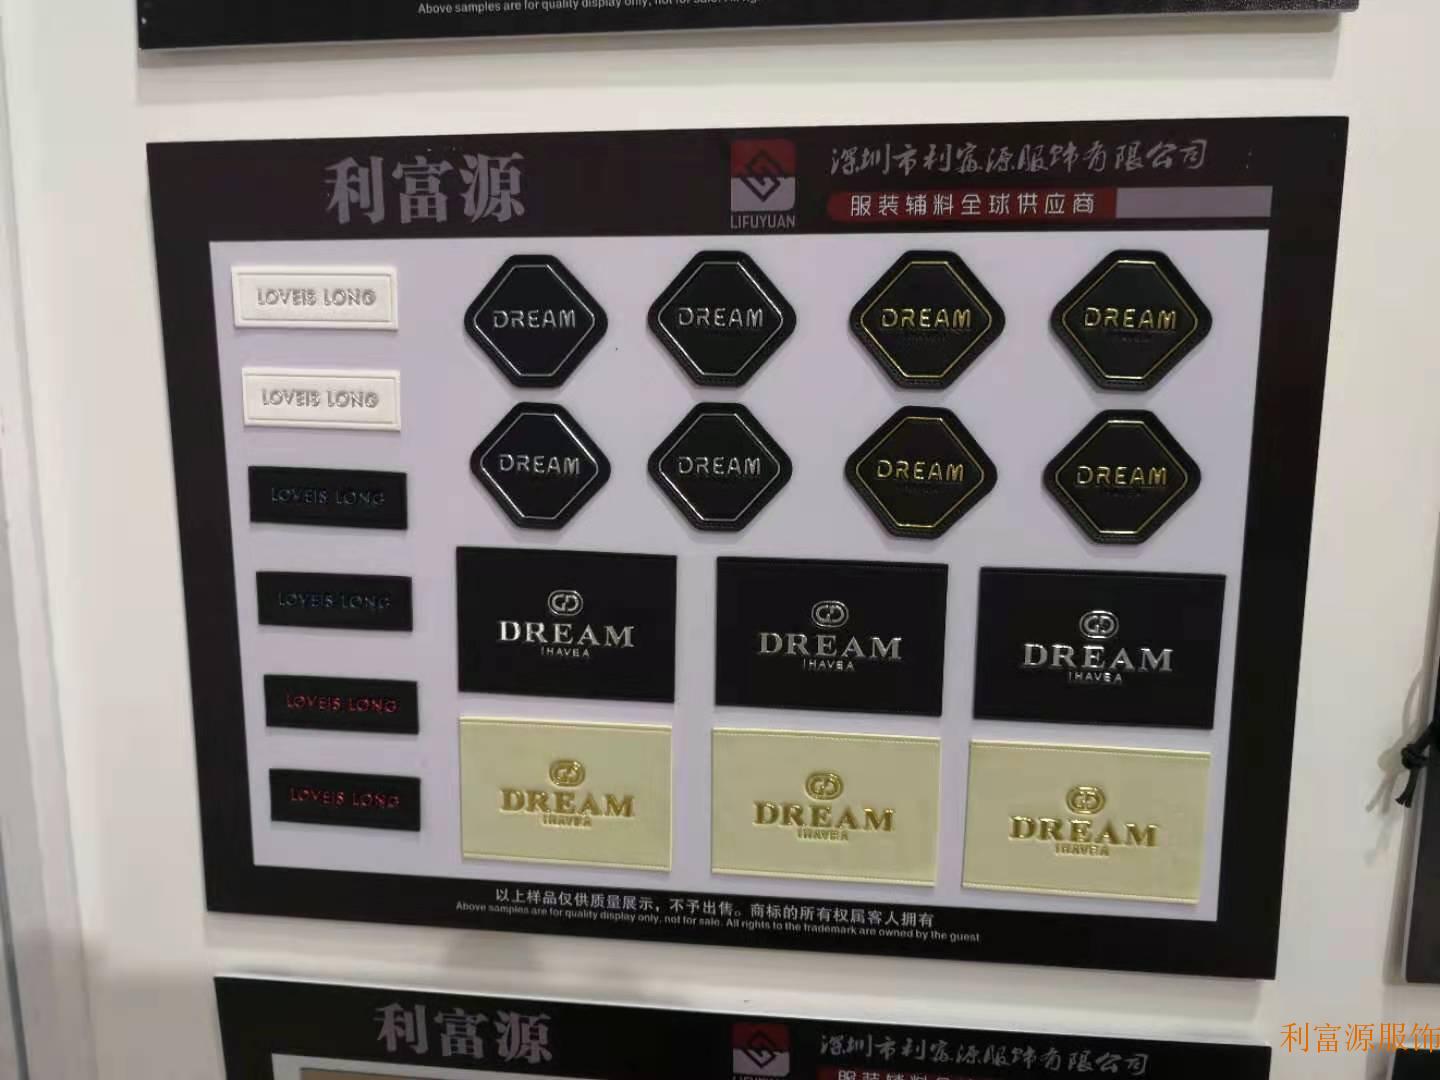 Above samples are for quality display only, not for sale. All rig
利富源
LIFUYUAN
深圳市利富源服饰有限公司
服装辅料全球供应商
LOVEIS LONG
LOVEIS LONG
LOVEIS LONG
LOVEIS LONG
LOVEIS LONG
LOVEIS LONG
DREAM
DREAM
DREAM
DREAM
DREAM
DREAM
DREAM
DREAM
DREAM
IHAVEA
DREAM
IHAVEA
DREAM
IHAVEA
DREAM
IHAVEA
DREAM
IHAVEA
DREAM
IHAVEA
以上样品仅供质量展示，不予出售。商标的所有权属客人拥有
Above samples are for quality display only, not for sale. All rights to the trademark are owned by the guest
利富源
深圳市利富源服饰有限公司
利富源服饰